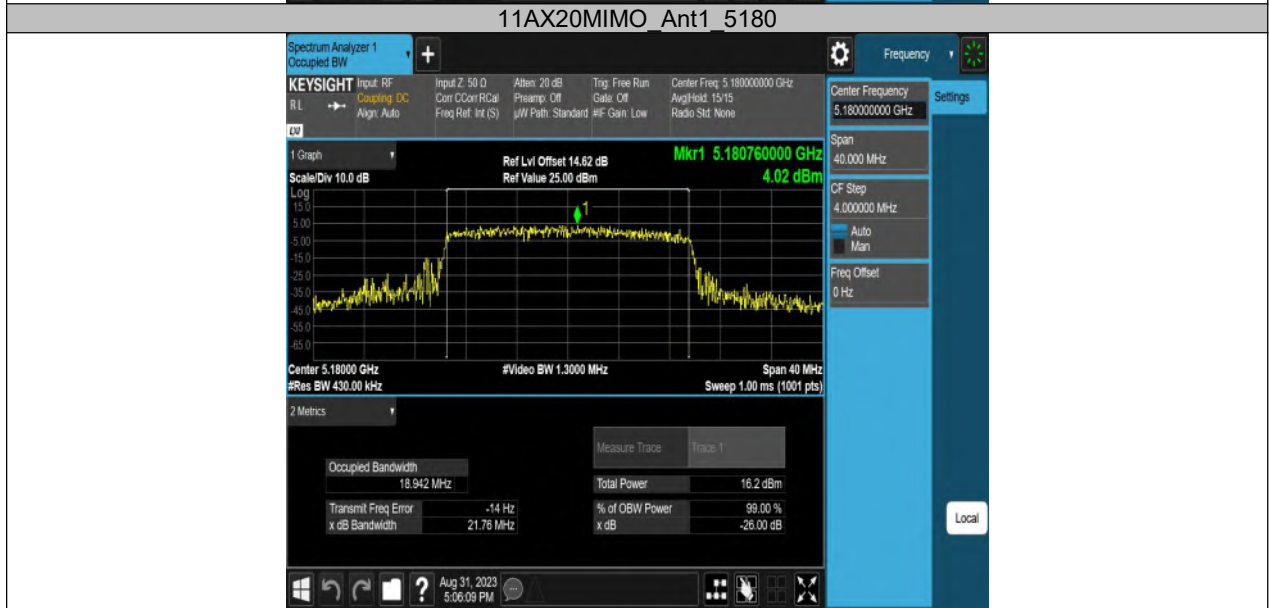 11AX20MIMO_Ant1_5180
Spectrum Analyzer 1
Occupied BW
+
Frequency
KEYSIGHT Input: RF Input Z: 50 Ω Atten: 20 dB Trig: Free Run Center Freq: 5.180000000 GHz
RL Coupling: DC Corr CCorr RCal Preamp: Off Gate: Off Avg|Hold: 15/15
Align: Auto Freq Ref: Int (S) µW Path: Standard #IF Gain: Low Radio Std: None
LXI
Center Frequency
5.180000000 GHz
Settings
Span
40.000 MHz
CF Step
4.000000 MHz
Auto
Man
Freq Offset
0 Hz
1 Graph
Ref Lvl Offset 14.62 dB
Mkr1 5.180760000 GHz
Scale/Div 10.0 dB
Ref Value 25.00 dBm
4.02 dBm
Log
15.0
5.00
-5.00
-15.0
-25.0
-35.0
-45.0
-55.0
-65.0
1
Center 5.18000 GHz #Video BW 1.3000 MHz Span 40 MHz
#Res BW 430.00 kHz Sweep 1.00 ms (1001 pts)
2 Metrics
Measure Trace Trace 1
Occupied Bandwidth
18.942 MHz
Total Power 16.2 dBm
Transmit Freq Error -14 Hz % of OBW Power 99.00 %
x dB Bandwidth 21.76 MHz x dB -26.00 dB
Local
? Aug 31, 2023
5:06:09 PM